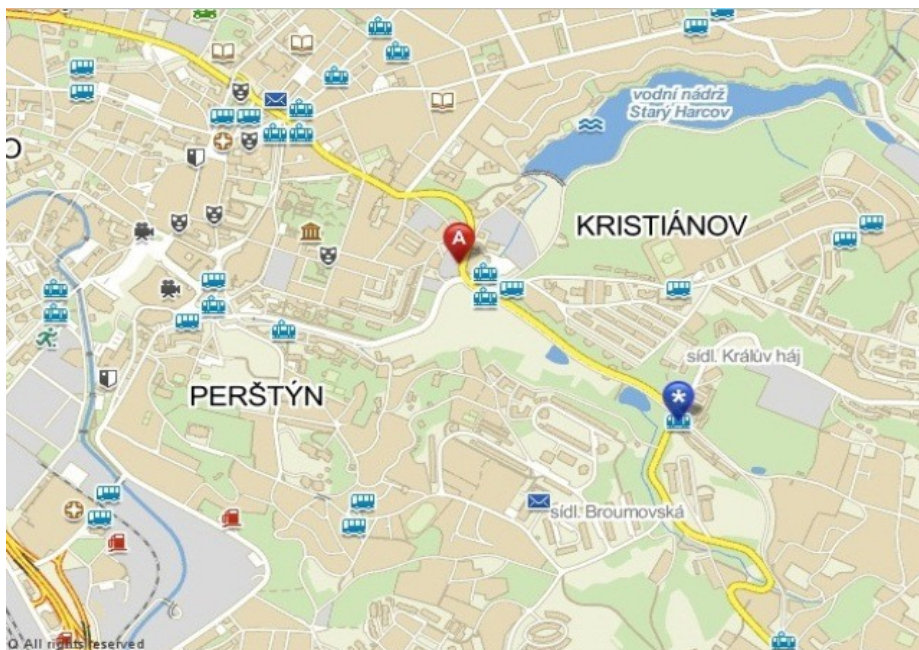 vodní nádrž
Starý Harcov
O
KRISTIÁNOV
A
sídl. Králův háj
*
PERŠTÝN
sídl. Broumovská
Q All rights reserved